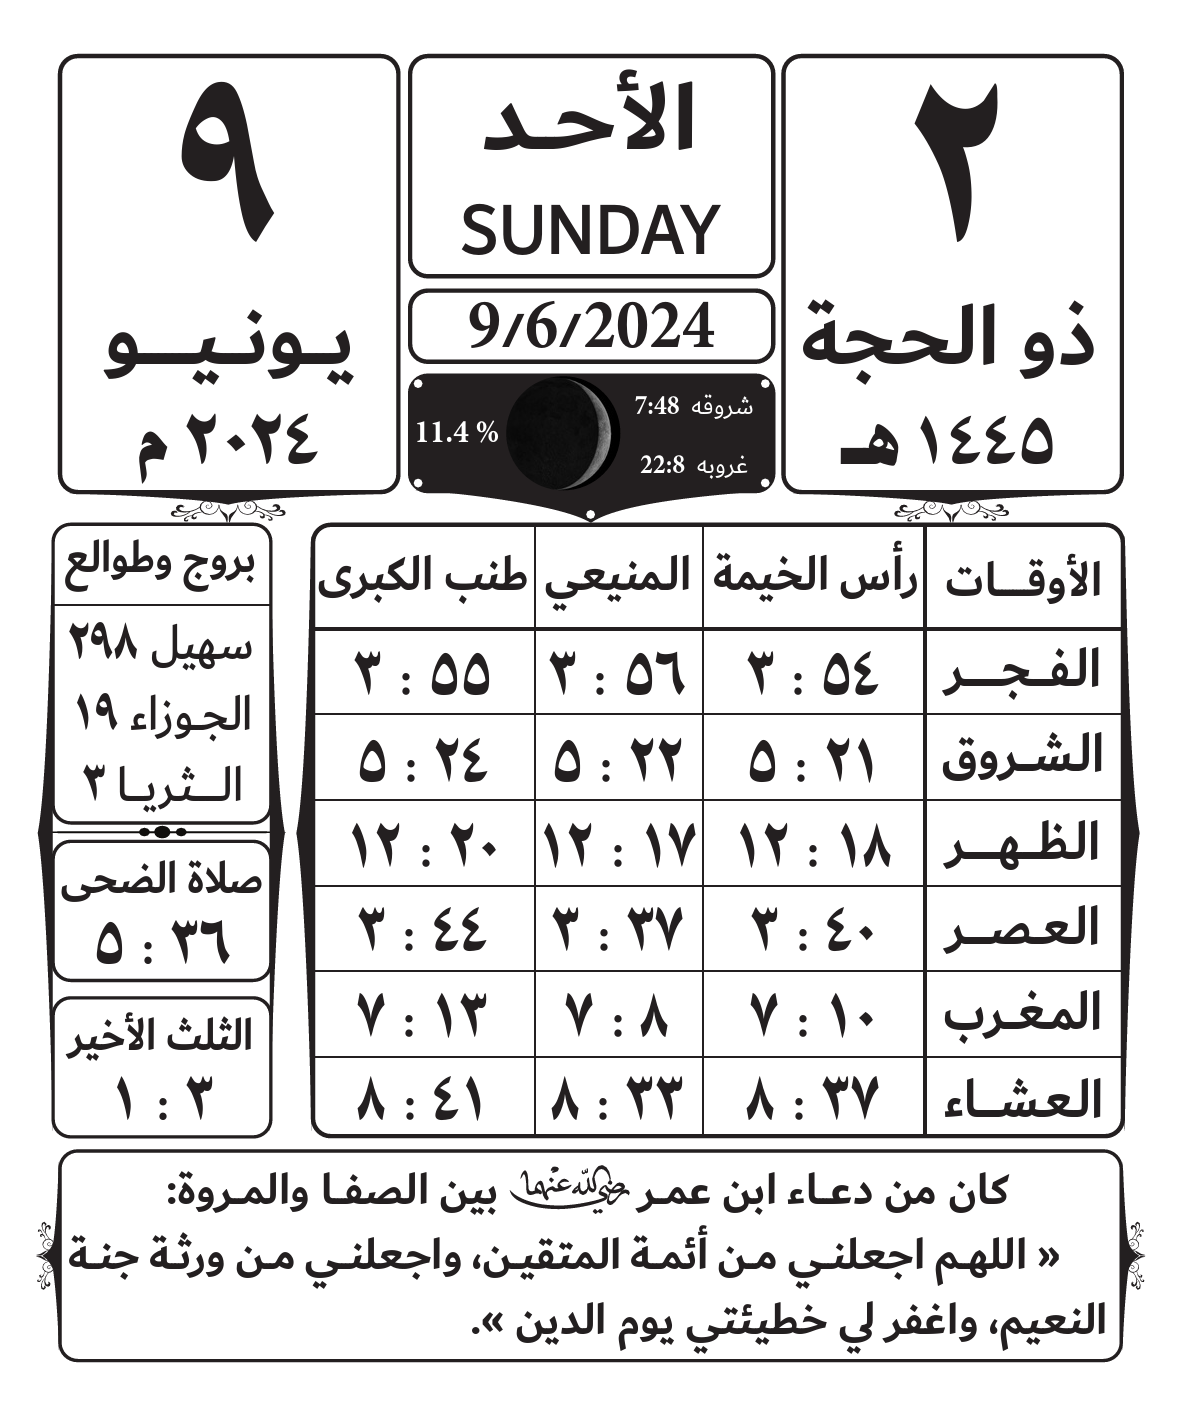 ٢
ذو الحجة
١٤٤٥ هـ
الأحد
SUNDAY
9/6/2024
شروقه 7:48
غروبه 22:8
11.4 %
٩
يونيو
٢٠٢٤ م
الأوقات رأس الخيمة المنيعي طنب الكبرى
الفجر ٥٤ : ٣ ٥٦ : ٣ ٥٥ : ٣
الشروق ٢١ : ٥ ٢٢ : ٥ ٢٤ : ٥
الظهر ١٨ : ١٢ ١٧ : ١٢ ٢٠ : ١٢
العصر ٤٠ : ٣ ٣٧ : ٣ ٤٤ : ٣
المغرب ١٠ : ٧ ٨ : ٧ ١٣ : ٧
العشاء ٣٧ : ٨ ٣٣ : ٨ ٤١ : ٨
بروج وطوالع
سهيل ٢٩٨
الجوزاء ١٩
الثريا ٣
صلاة الضحى
٣٦ : ٥
الثلث الأخير
٣ : ١
كان من دعاء ابن عمر رضي الله عنهما بين الصفا والمروة:
« اللهم اجعلني من أئمة المتقين، واجعلني من ورثة جنة
النعيم، واغفر لي خطيئتي يوم الدين ».